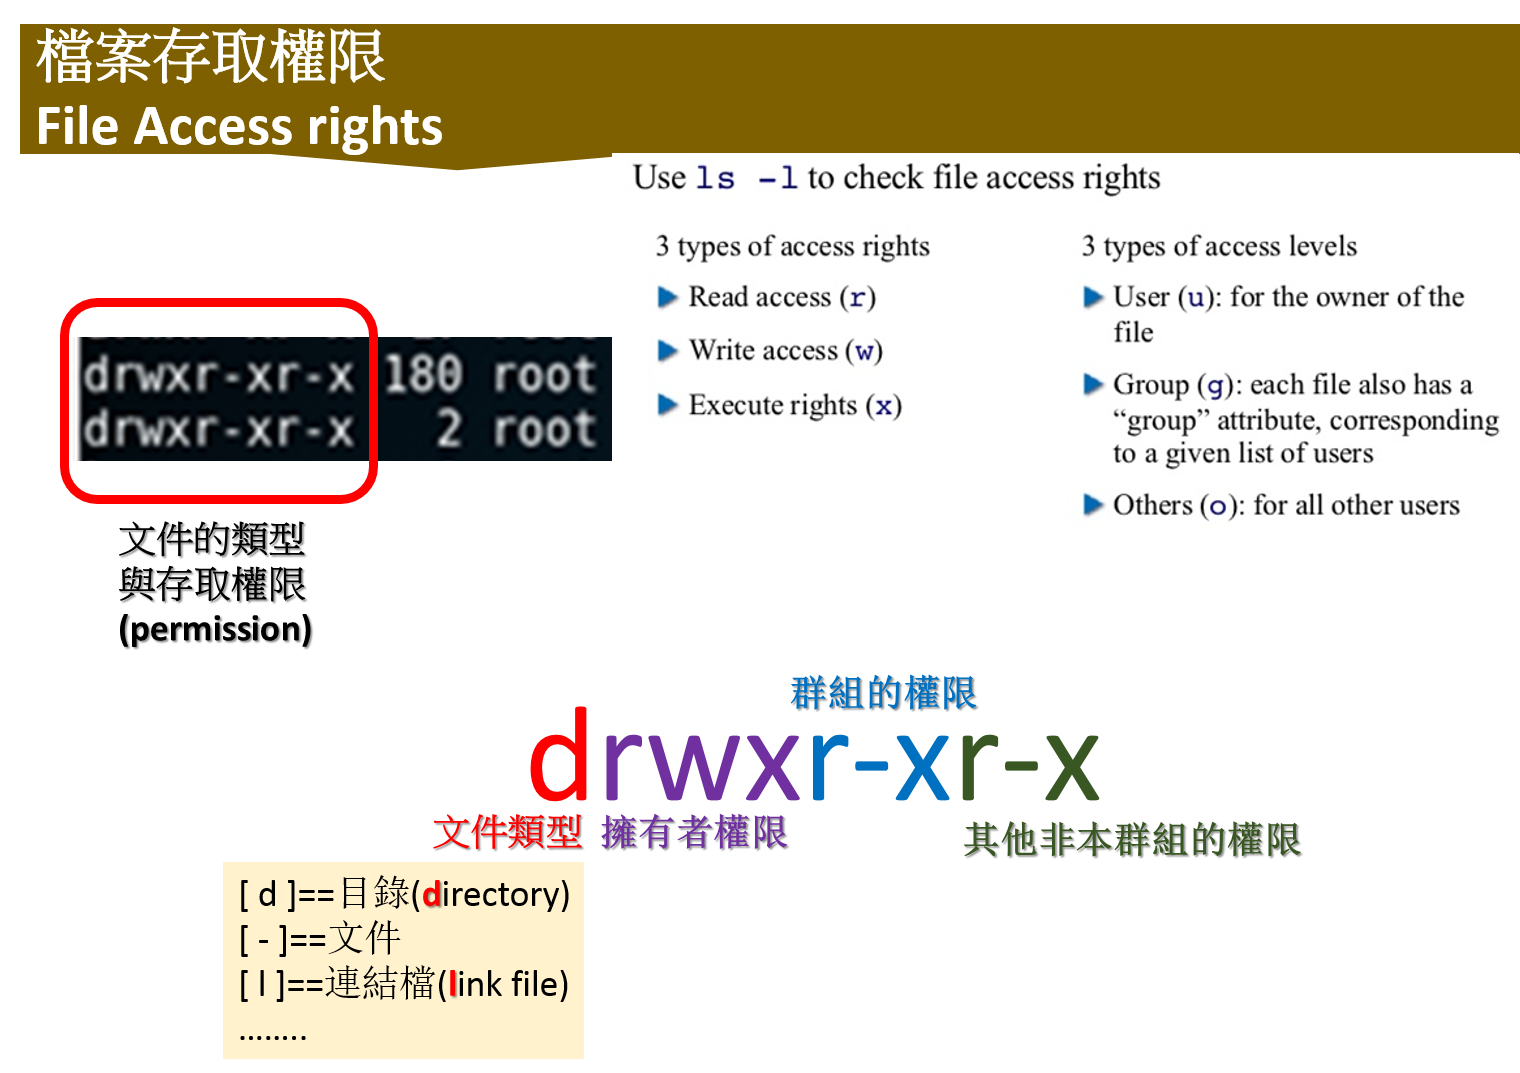 檔案存取權限
File Access rights
Use ls -l to check file access rights
3 types of access rights
Read access (r)
Write access (w)
Execute rights (x)
3 types of access levels
User (u): for the owner of the
file
Group (g): each file also has a
“group” attribute, corresponding
to a given list of users
Others (o): for all other users
drwxr-xr-x 180 root
drwxr-xr-x 2 root
文件的類型
與存取權限
(permission)
群組的權限
drwxr-xr-x
文件類型 擁有者權限 其他非本群組的權限
[ d ]==目錄(directory)
[ - ]==文件
[ l ]==連結檔(link file)
........